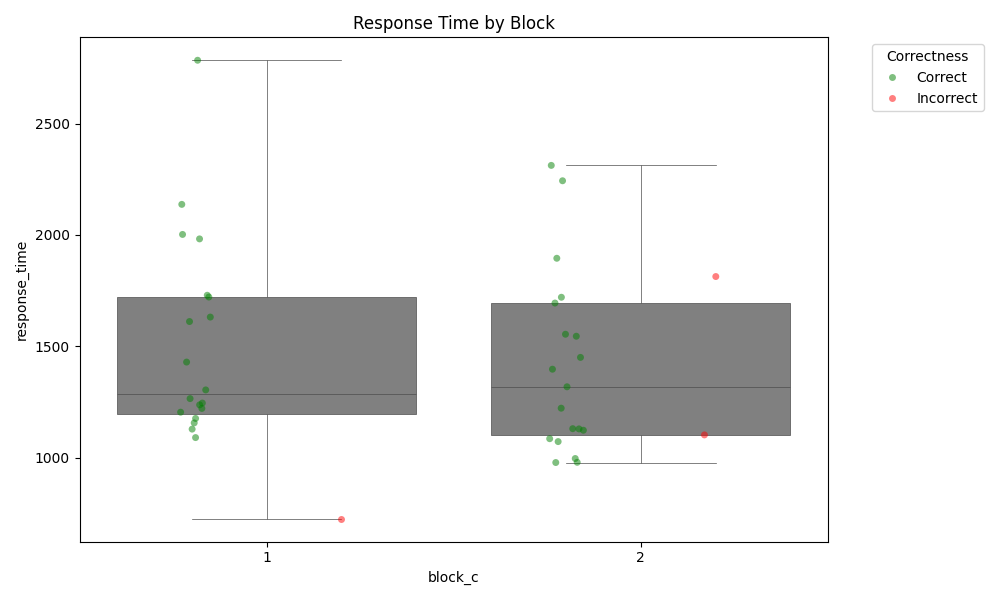 Response Time by Block
Correctness
Correct
Incorrect
response_time
2500
2000
1500
1000
1
2
block_c